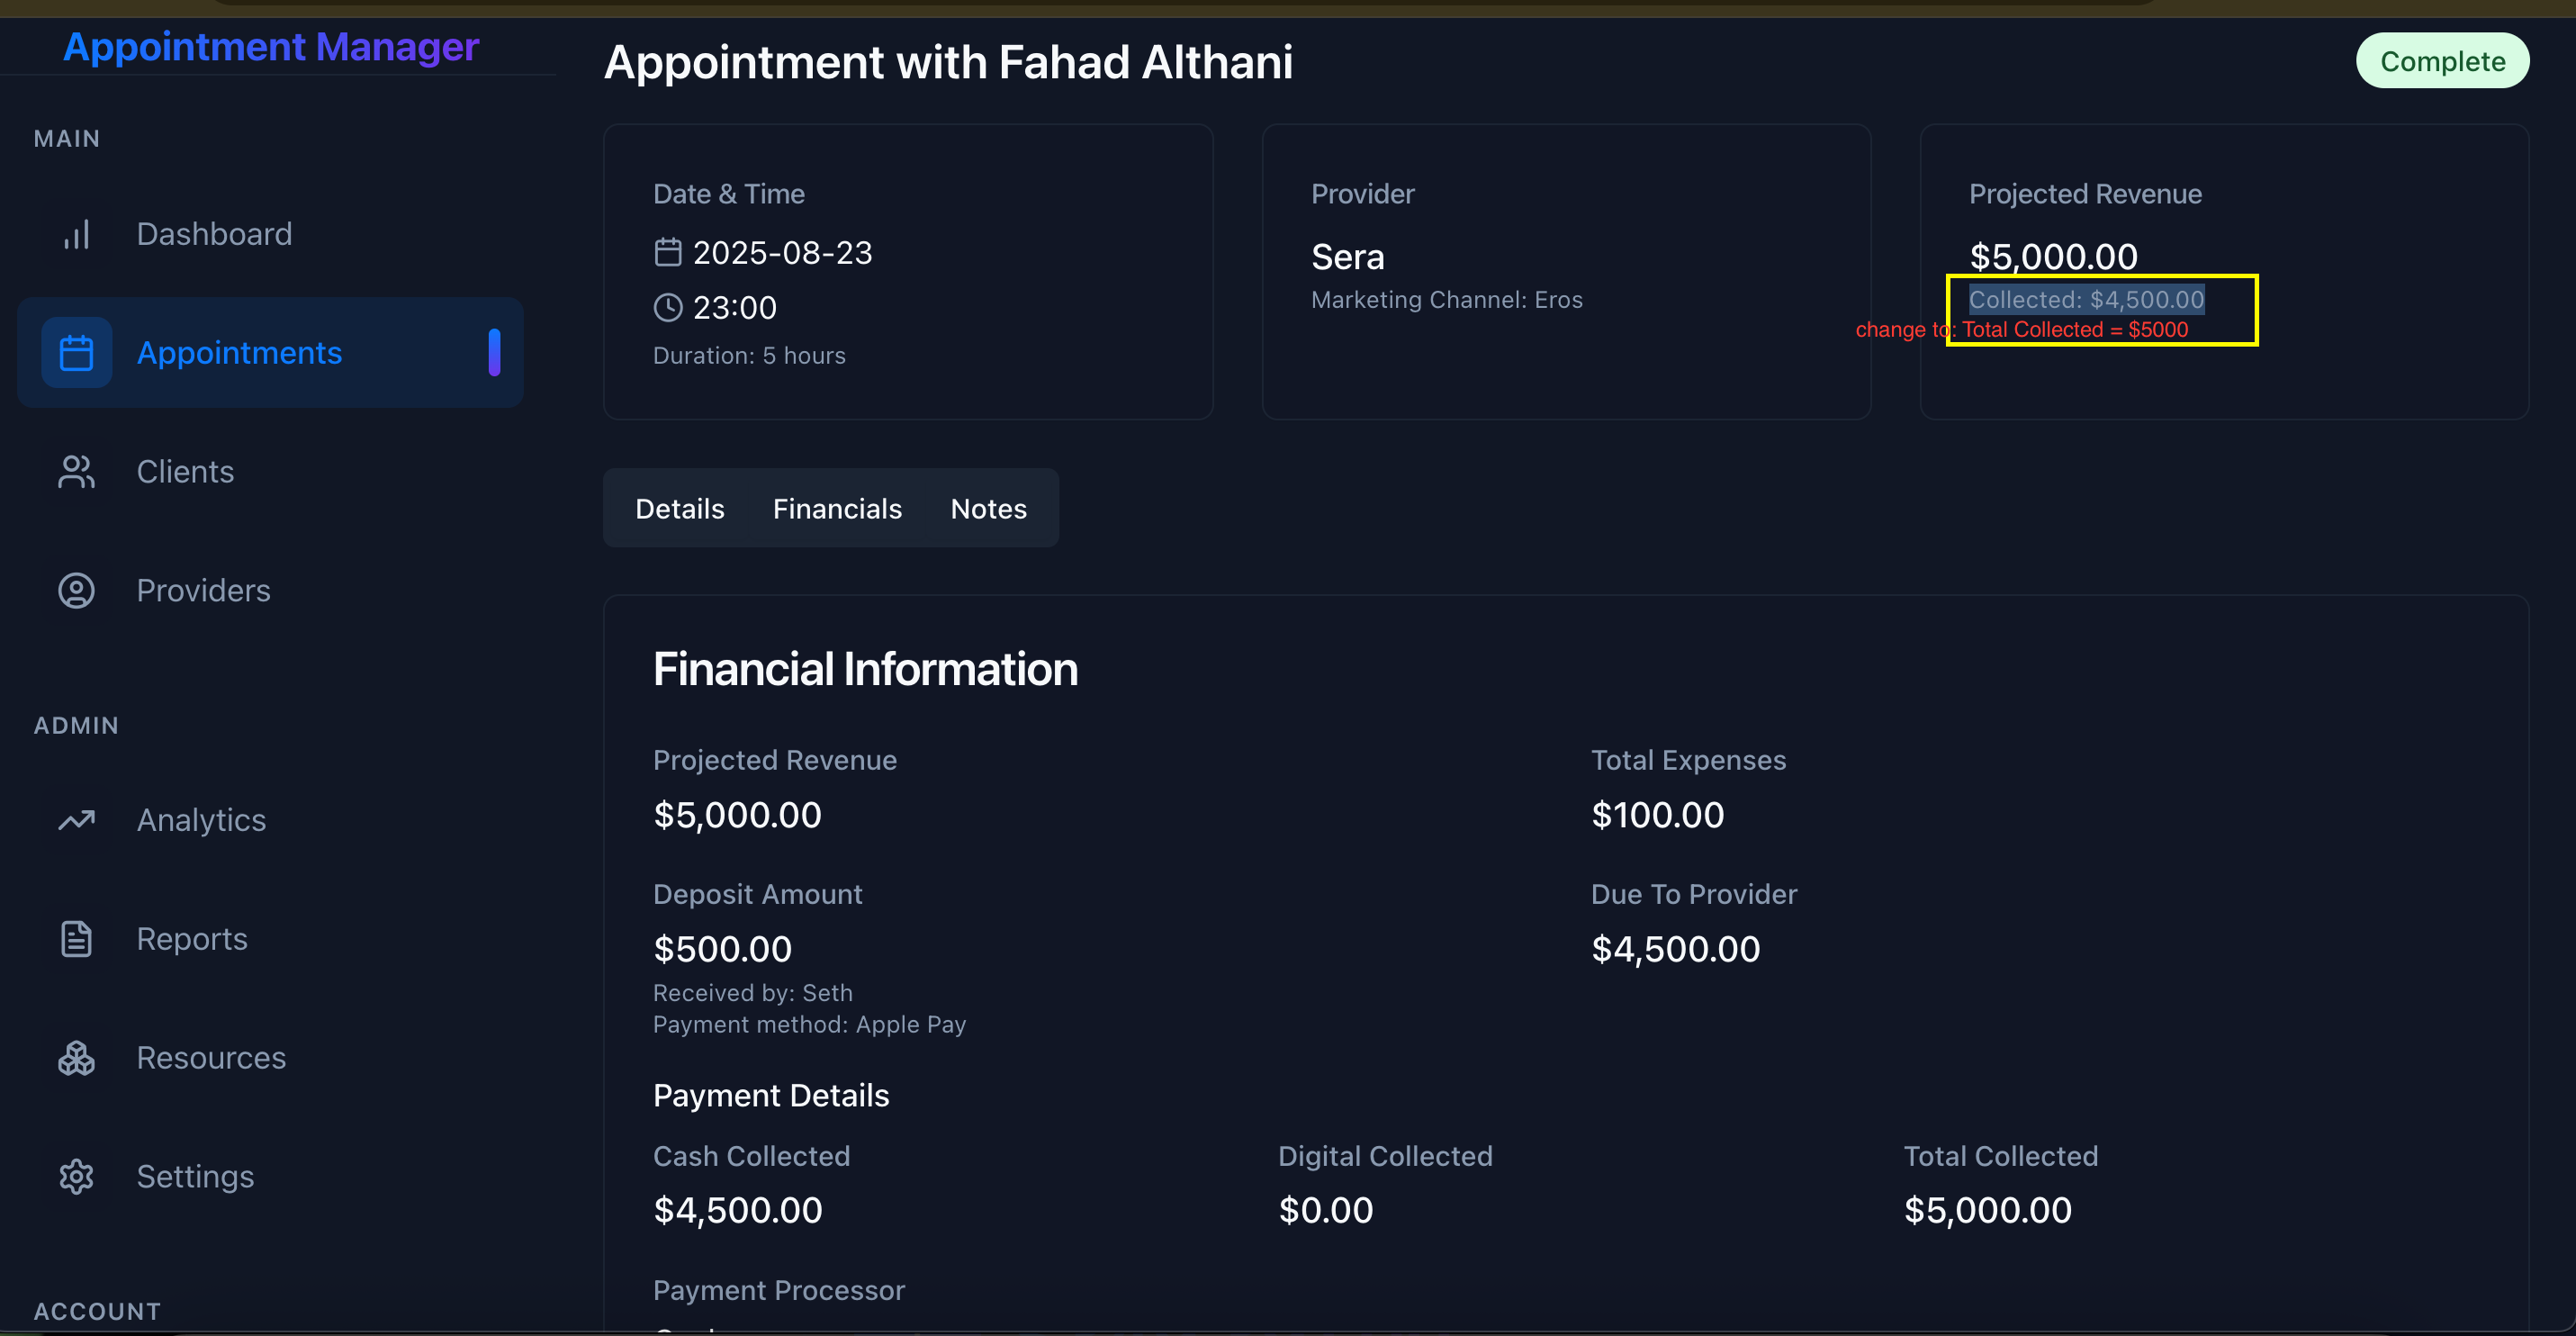 Appointment Manager
MAIN
Dashboard
Appointments
Clients
Providers
ADMIN
Analytics
Reports
Resources
Settings
ACCOUNT
Appointment with Fahad Althani
Complete
Date & Time
2025-08-23
23:00
Duration: 5 hours
Provider
Sera
Marketing Channel: Eros
Projected Revenue
$5,000.00
Collected: $4,500.00
change to: Total Collected = $5000
Details
Financials
Notes
Financial Information
Projected Revenue
$5,000.00
Total Expenses
$100.00
Deposit Amount
$500.00
Received by: Seth
Payment method: Apple Pay
Due To Provider
$4,500.00
Payment Details
Cash Collected
$4,500.00
Digital Collected
$0.00
Total Collected
$5,000.00
Payment Processor